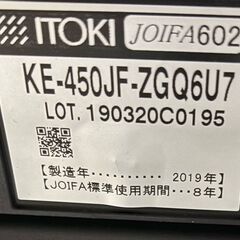 ITOKI JOIFA602
KE-450JF-ZGQ6U7
LOT. 190320C0195
【製造年･･････････ 2019年】
【JOIFA標準使用期間･･･8年】